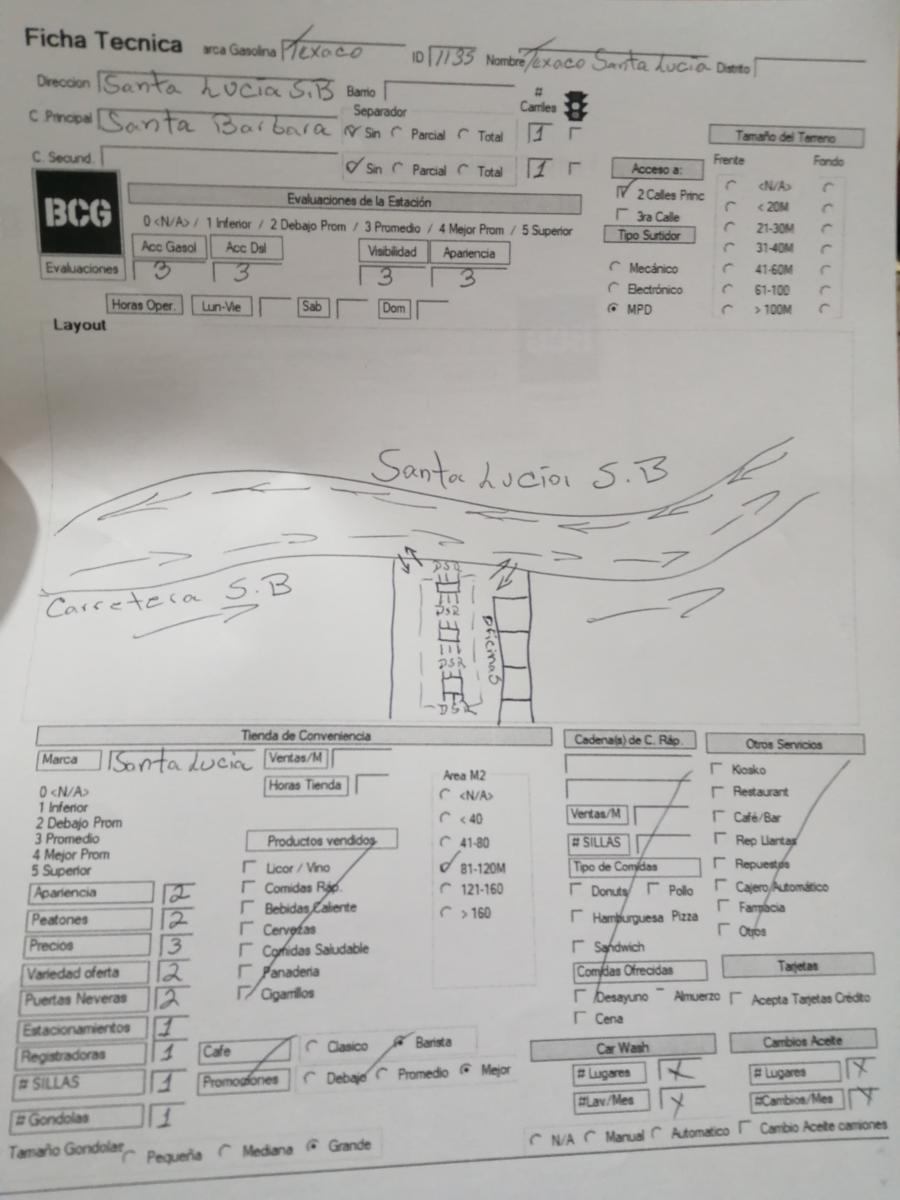 Ficha Tecnica arca Gasolina Texaco ID 1135 Nombre Texaco Santa Lucia Distrito
Direccion Santa Lucia S.B Barrio # Carriles
C. Principal Santa Barbara Separador Sin Parcial Total 1
C. Secund. Sin Parcial Total 1
Tamaño del Terreno
Frente Fondo
<N/A>
< 20M
21-30M
31-40M
41-60M
61-100
> 100M
Acceso a:
2 Calles Princ
3ra Calle
Tipo Surtidor
Mecánico
Electrónico
MPD
BCG
Evaluaciones de la Estación
0 <N/A> / 1 Inferior / 2 Debajo Prom / 3 Promedio / 4 Mejor Prom / 5 Superior
Acc Gasol Acc Dsl Visibilidad Apariencia
Evaluaciones 3 3 3 3
Horas Oper. Lun-Vie Sab Dom
Layout
Santa Lucia S.B
Carretera S.B
DS2
DS2
DS2
DS2
oficinas
Tienda de Conveniencia
Marca Santa Lucia Ventas/M
Horas Tienda
0 <N/A>
1 Inferior
2 Debajo Prom
3 Promedio
4 Mejor Prom
5 Superior
Apariencia 2
Peatones 2
Precios 3
Variedad oferta 2
Puertas Neveras 2
Estacionamientos 1
Registradoras 1
# SILLAS 1
# Gondolas 1
Tamaño Gondolas Pequeña Mediana Grande
Productos vendidos
Licor / Vino
Comidas Ráp.
Bebidas Caliente
Cervezas
Comidas Saludable
Panaderia
Cigarrillos
Area M2
<N/A>
< 40
41-80
81-120M
121-160
> 160
Cafe Clasico Barista
Promociones Debajo Promedio Mejor
Cadena(s) de C. Ráp.
Ventas/M
# SILLAS
Tipo de Comidas
Donuts Pollo
Hamburguesa Pizza
Sandwich
Comidas Ofrecidas
Desayuno Almuerzo
Cena
Otros Servicios
Kiosko
Restaurant
Café/Bar
Rep Llantas
Repuestos
Cajero Automático
Farmacia
Otros
Tarjetas
Acepta Tarjetas Crédito
Car Wash
# Lugares X
#Lav/Mes X
Cambios Aceite
# Lugares X
#Cambios/Mes X
N/A Manual Automatico Cambio Aceite camiones